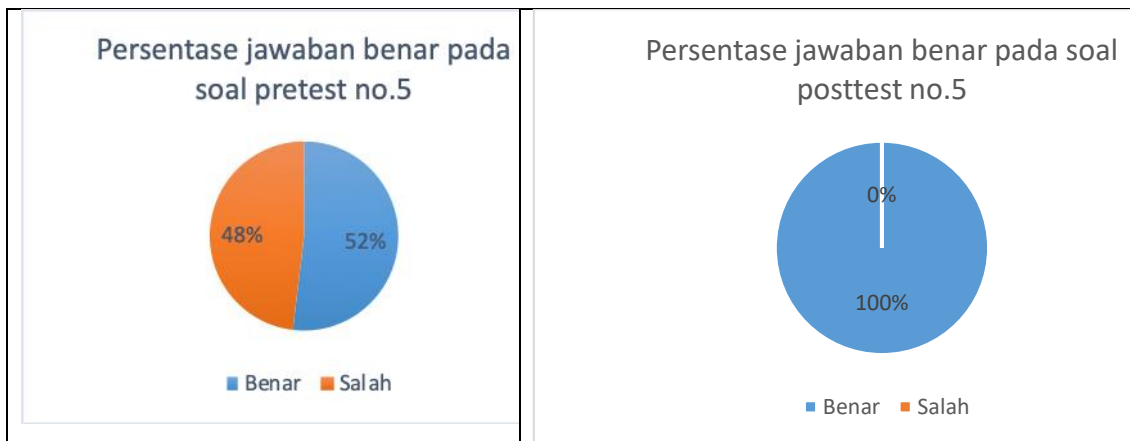 Persentase jawaban benar pada
soal pretest no.5
48%
52%
Benar
Salah
Persentase jawaban benar pada soal
posttest no.5
0%
100%
Benar
Salah